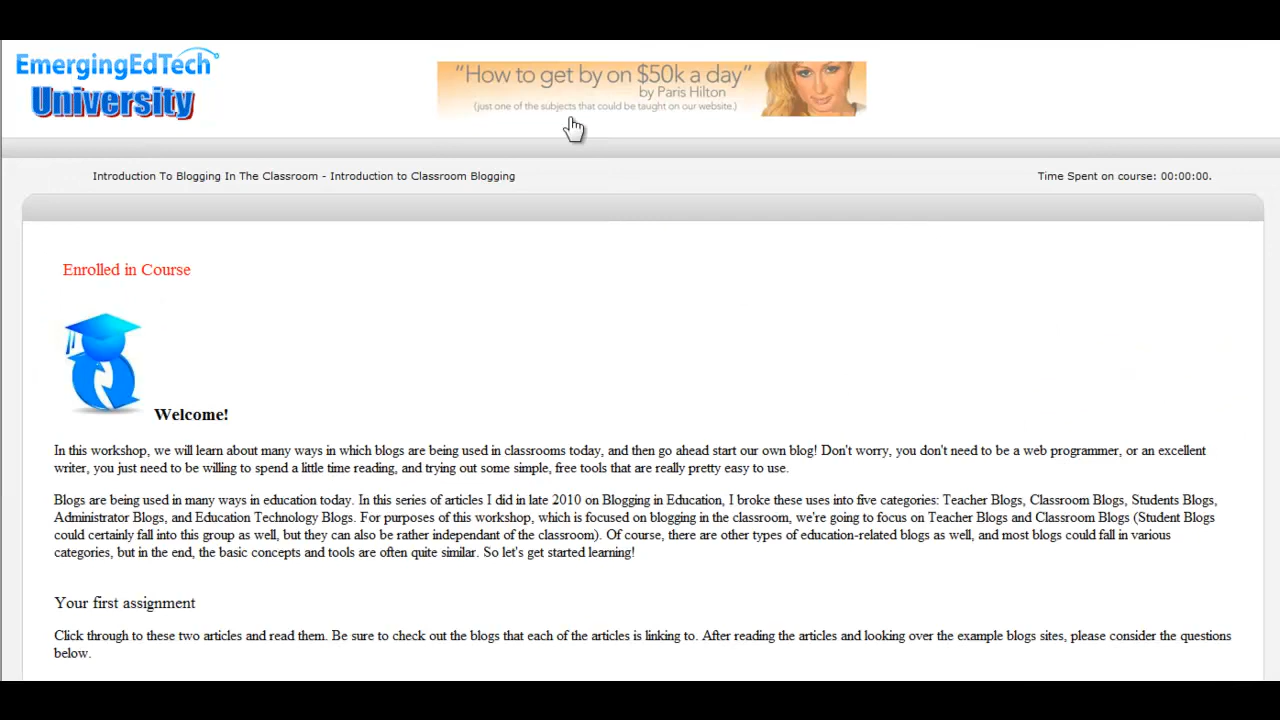 EmergingEdTech
University
"How to get by on $50k a day"
by Paris Hilton
(just one of the subjects that could be taught on our website.)
Introduction To Blogging In The Classroom - Introduction to Classroom Blogging
Time Spent on course: 00:00:00.
Enrolled in Course
Welcome!
In this workshop, we will learn about many ways in which blogs are being used in classrooms today, and then go ahead start our own blog! Don't worry, you don't need to be a web programmer, or an excellent
writer, you just need to be willing to spend a little time reading, and trying out some simple, free tools that are really pretty easy to use.
Blogs are being used in many ways in education today. In this series of articles I did in late 2010 on Blogging in Education, I broke these uses into five categories: Teacher Blogs, Classroom Blogs, Students Blogs,
Administrator Blogs, and Education Technology Blogs. For purposes of this workshop, which is focused on blogging in the classroom, we're going to focus on Teacher Blogs and Classroom Blogs (Student Blogs
could certainly fall into this group as well, but they can also be rather independant of the classroom). Of course, there are other types of education-related blogs as well, and most blogs could fall in various
categories, but in the end, the basic concepts and tools are often quite similar. So let's get started learning!
Your first assignment
Click through to these two articles and read them. Be sure to check out the blogs that each of the articles is linking to. After reading the articles and looking over the example blogs sites, please consider the questions
below.